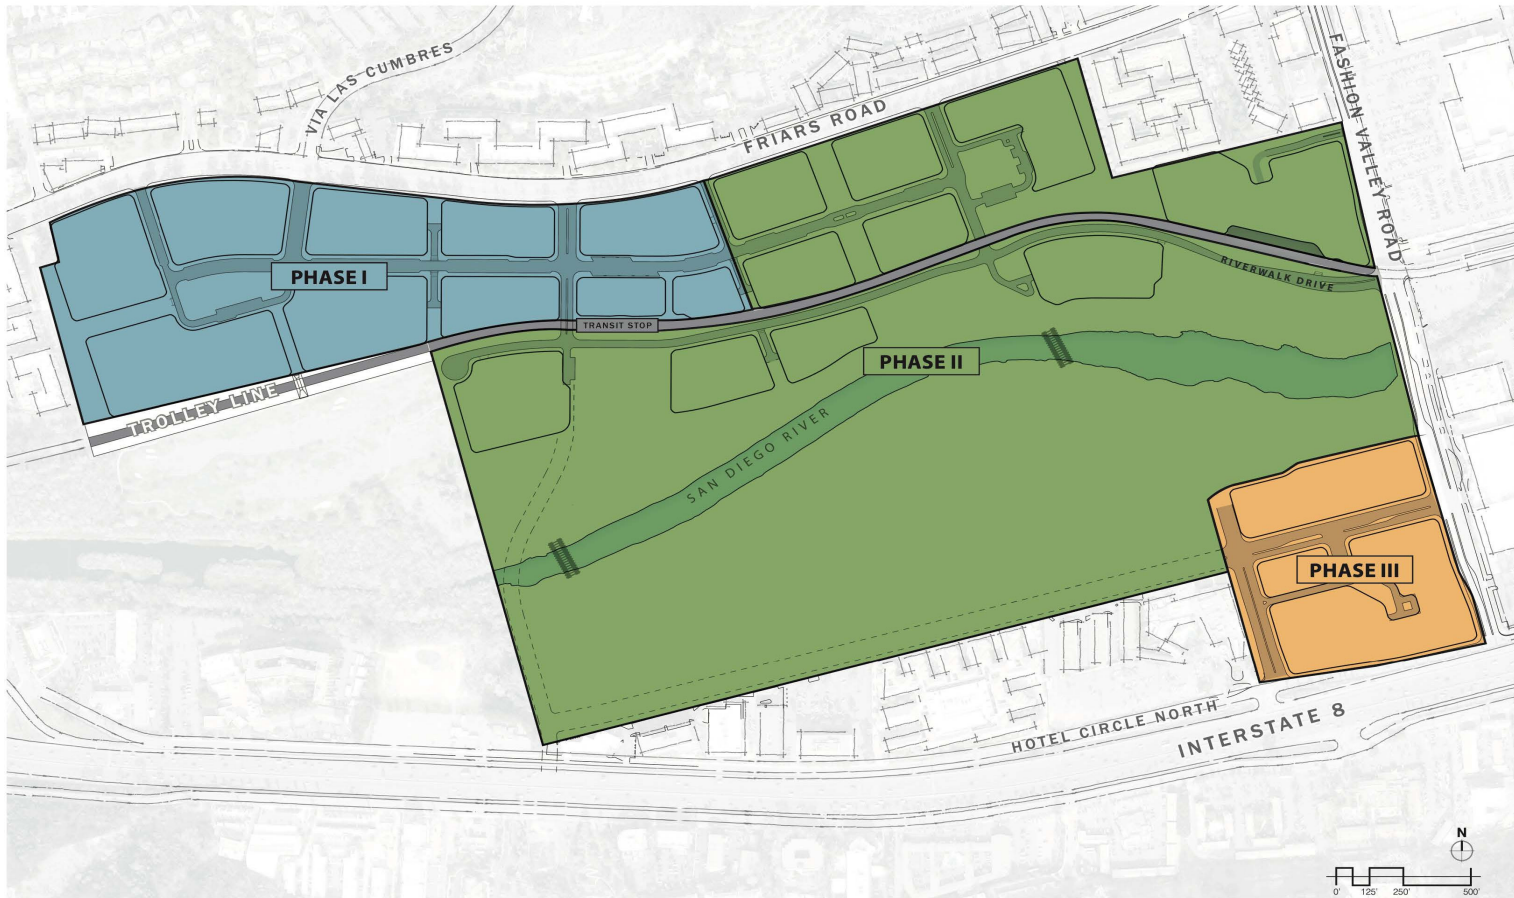 VIA LAS CUMBRES
FRIARS ROAD
FASHION VALLEY ROAD
PHASE I
RIVERWALK DRIVE
TRANSIT STOP
PHASE II
TROLLEY LINE
SAN DIEGO RIVER
PHASE III
HOTEL CIRCLE NORTH
INTERSTATE 8
N
0' 125' 250' 500'